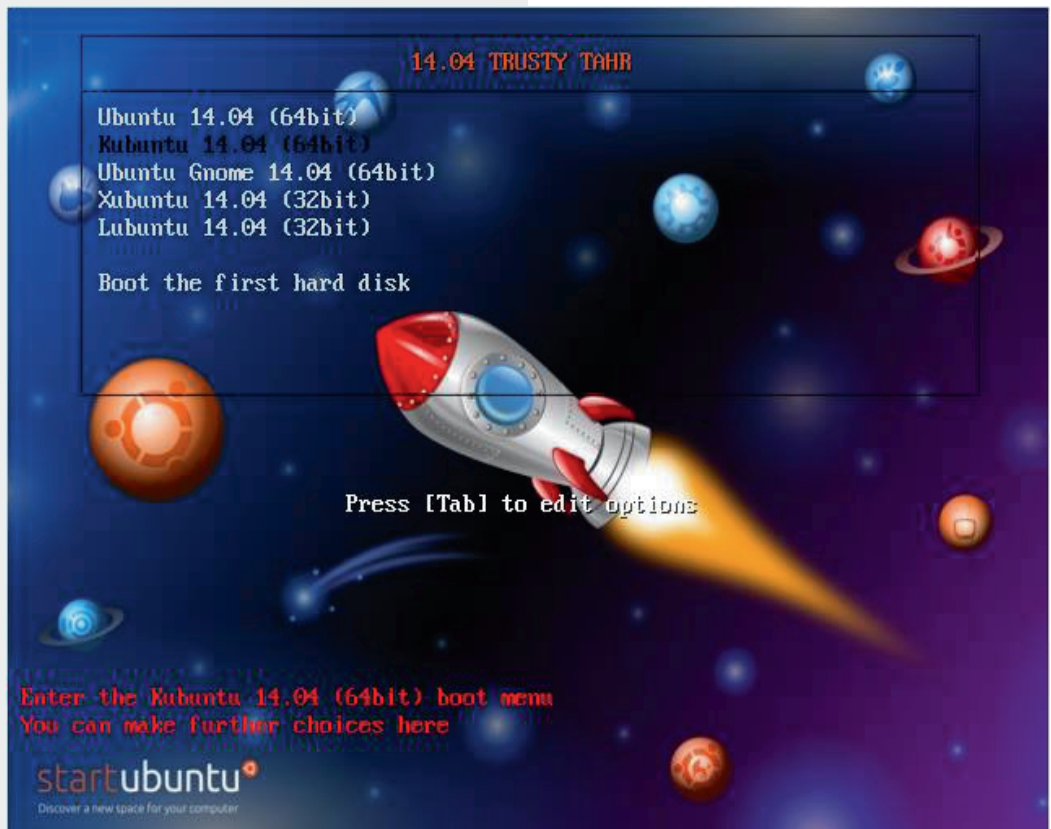 14.04 TRUSTY TAHR
Ubuntu 14.04 (64bit)
Kubuntu 14.04 (64bit)
Ubuntu Gnome 14.04 (64bit)
Xubuntu 14.04 (32bit)
Lubuntu 14.04 (32bit)
Boot the first hard disk
Press [Tab] to edit options
Enter the Kubuntu 14.04 (64bit) boot menu
You can make further choices here
startubuntu
Discover a new space for your computer